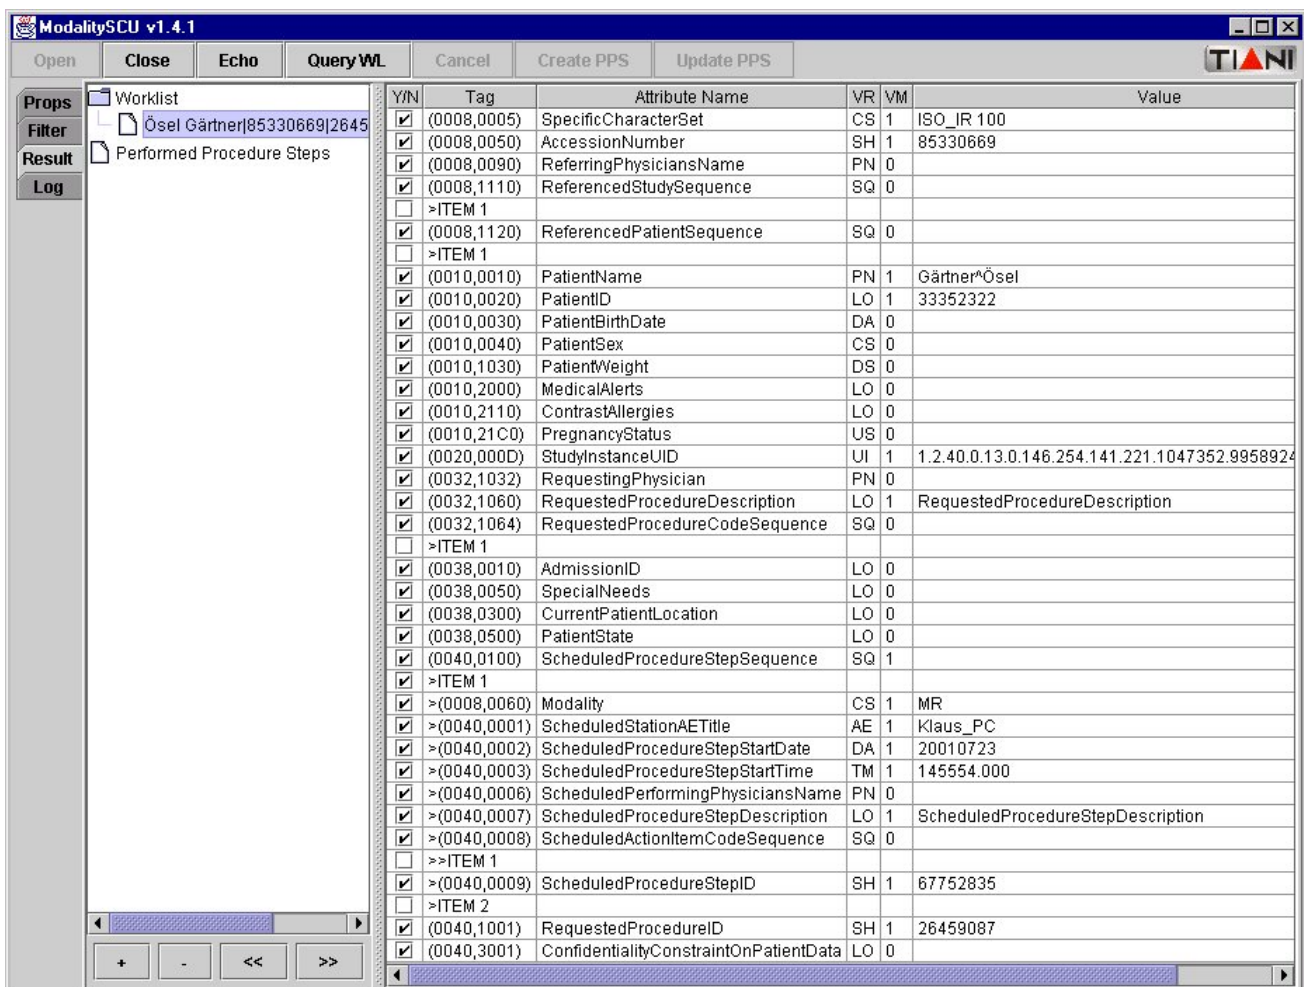 ModalitySCU v1.4.1
Open Close Echo Query WL Cancel Create PPS Update PPS TIANI
Props
Filter
Result
Log
Worklist
Ösel Gärtner|85330669|2645
Performed Procedure Steps
+ - << >>
Y/N Tag Attribute Name VR VM Value
(0008,0005) SpecificCharacterSet CS 1 ISO_IR 100
(0008,0050) AccessionNumber SH 1 85330669
(0008,0090) ReferringPhysiciansName PN 0
(0008,1110) ReferencedStudySequence SQ 0
>ITEM 1
(0008,1120) ReferencedPatientSequence SQ 0
>ITEM 1
(0010,0010) PatientName PN 1 Gärtner^Ösel
(0010,0020) PatientID LO 1 33352322
(0010,0030) PatientBirthDate DA 0
(0010,0040) PatientSex CS 0
(0010,1030) PatientWeight DS 0
(0010,2000) MedicalAlerts LO 0
(0010,2110) ContrastAllergies LO 0
(0010,21C0) PregnancyStatus US 0
(0020,000D) StudyInstanceUID UI 1 1.2.40.0.13.0.146.254.141.221.1047352.9958924
(0032,1032) RequestingPhysician PN 0
(0032,1060) RequestedProcedureDescription LO 1 RequestedProcedureDescription
(0032,1064) RequestedProcedureCodeSequence SQ 0
>ITEM 1
(0038,0010) AdmissionID LO 0
(0038,0050) SpecialNeeds LO 0
(0038,0300) CurrentPatientLocation LO 0
(0038,0500) PatientState LO 0
(0040,0100) ScheduledProcedureStepSequence SQ 1
>ITEM 1
>(0008,0060) Modality CS 1 MR
>(0040,0001) ScheduledStationAETitle AE 1 Klaus_PC
>(0040,0002) ScheduledProcedureStepStartDate DA 1 20010723
>(0040,0003) ScheduledProcedureStepStartTime TM 1 145554.000
>(0040,0006) ScheduledPerformingPhysiciansName PN 0
>(0040,0007) ScheduledProcedureStepDescription LO 1 ScheduledProcedureStepDescription
>(0040,0008) ScheduledActionItemCodeSequence SQ 0
>>ITEM 1
>(0040,0009) ScheduledProcedureStepID SH 1 67752835
>ITEM 2
(0040,1001) RequestedProcedureID SH 1 26459087
(0040,3001) ConfidentialityConstraintOnPatientData LO 0